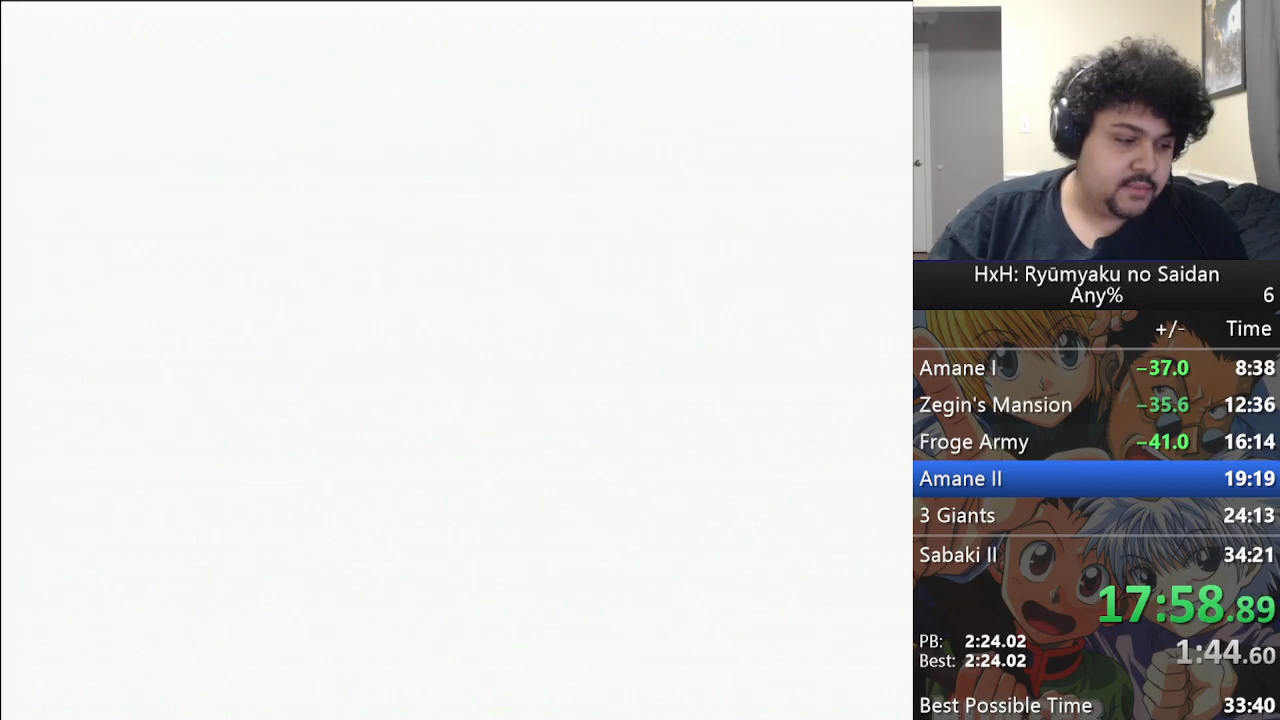 HxH: Ryūmyaku no Saidan
Any% 6
+/- Time
Amane I −37.0 8:38
Zegin's Mansion −35.6 12:36
Froge Army −41.0 16:14
Amane II 19:19
3 Giants 24:13
Sabaki II 34:21
17:58.89
PB: 2:24.02
Best: 2:24.02
1:44.60
Best Possible Time 33:40